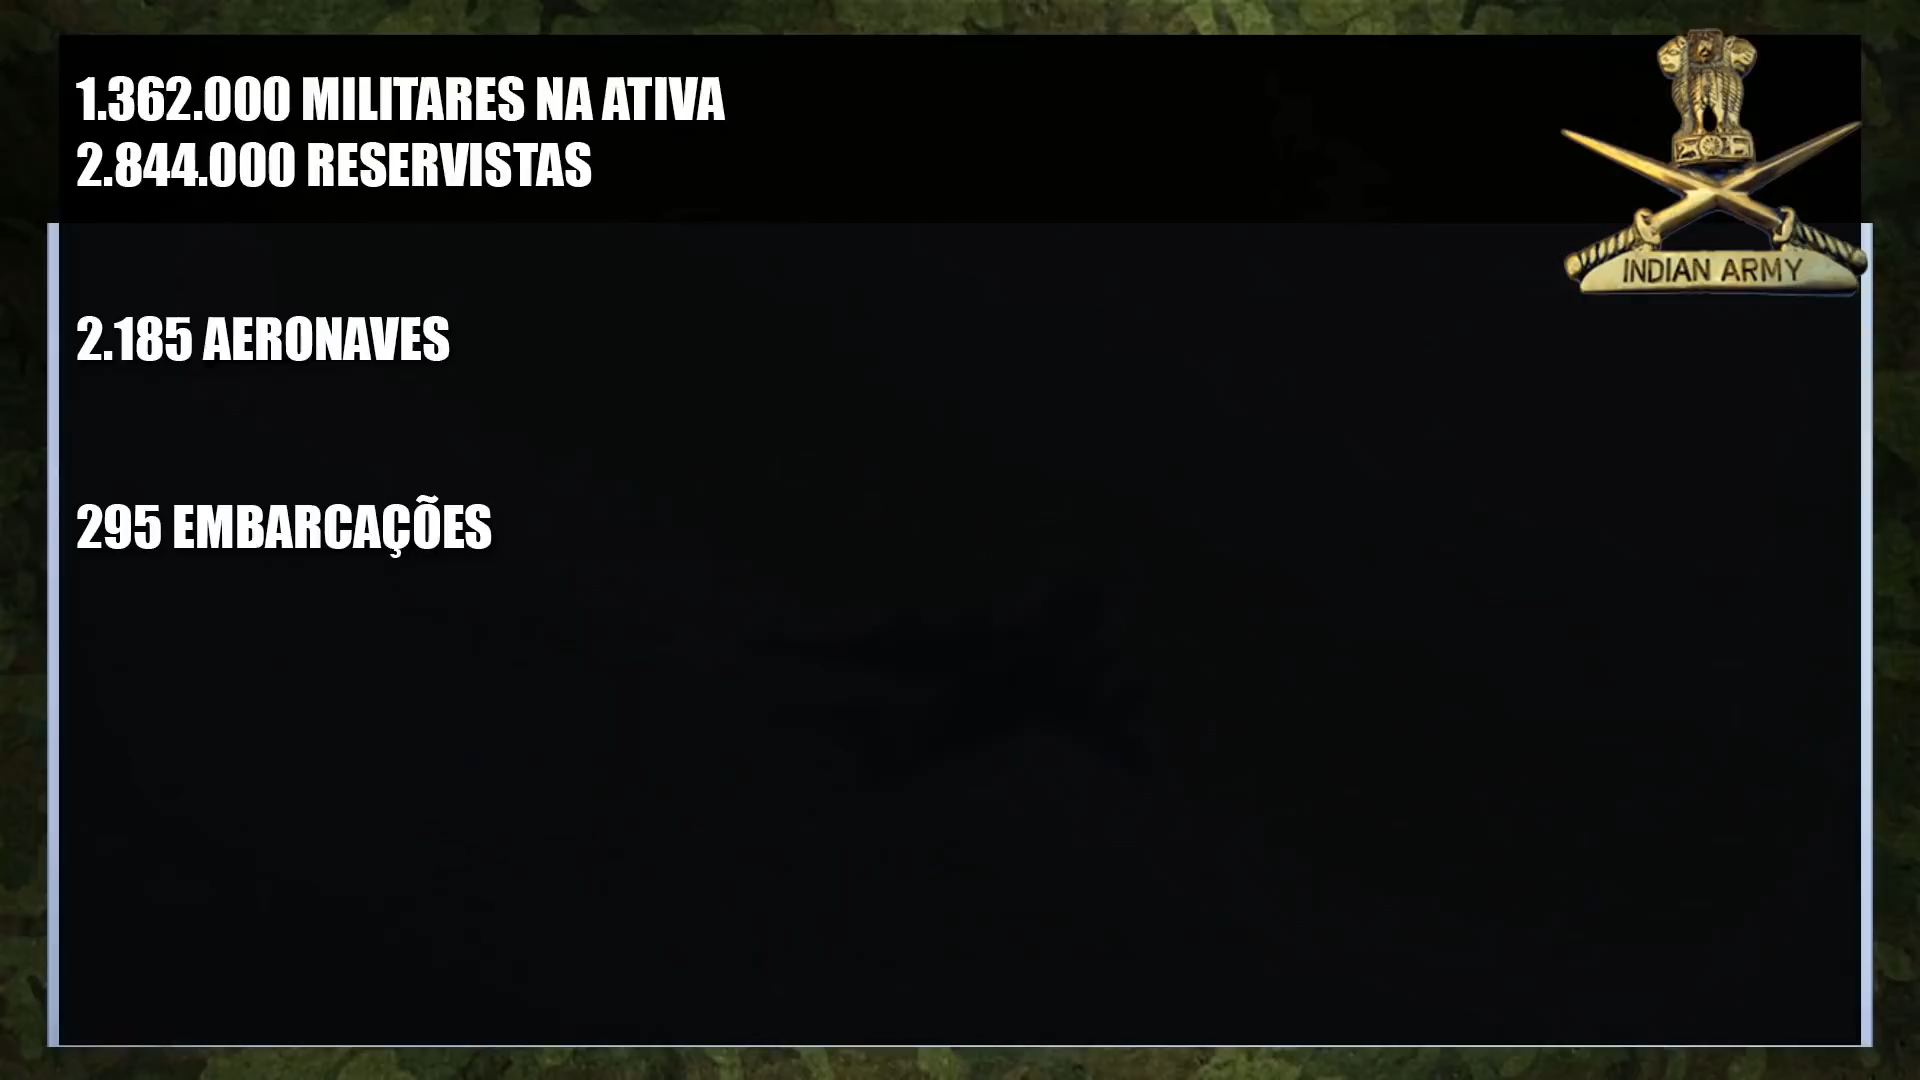 1.362.000 MILITARES NA ATIVA
2.844.000 RESERVISTAS
INDIAN ARMY
2.185 AERONAVES
295 EMBARCAÇÕES